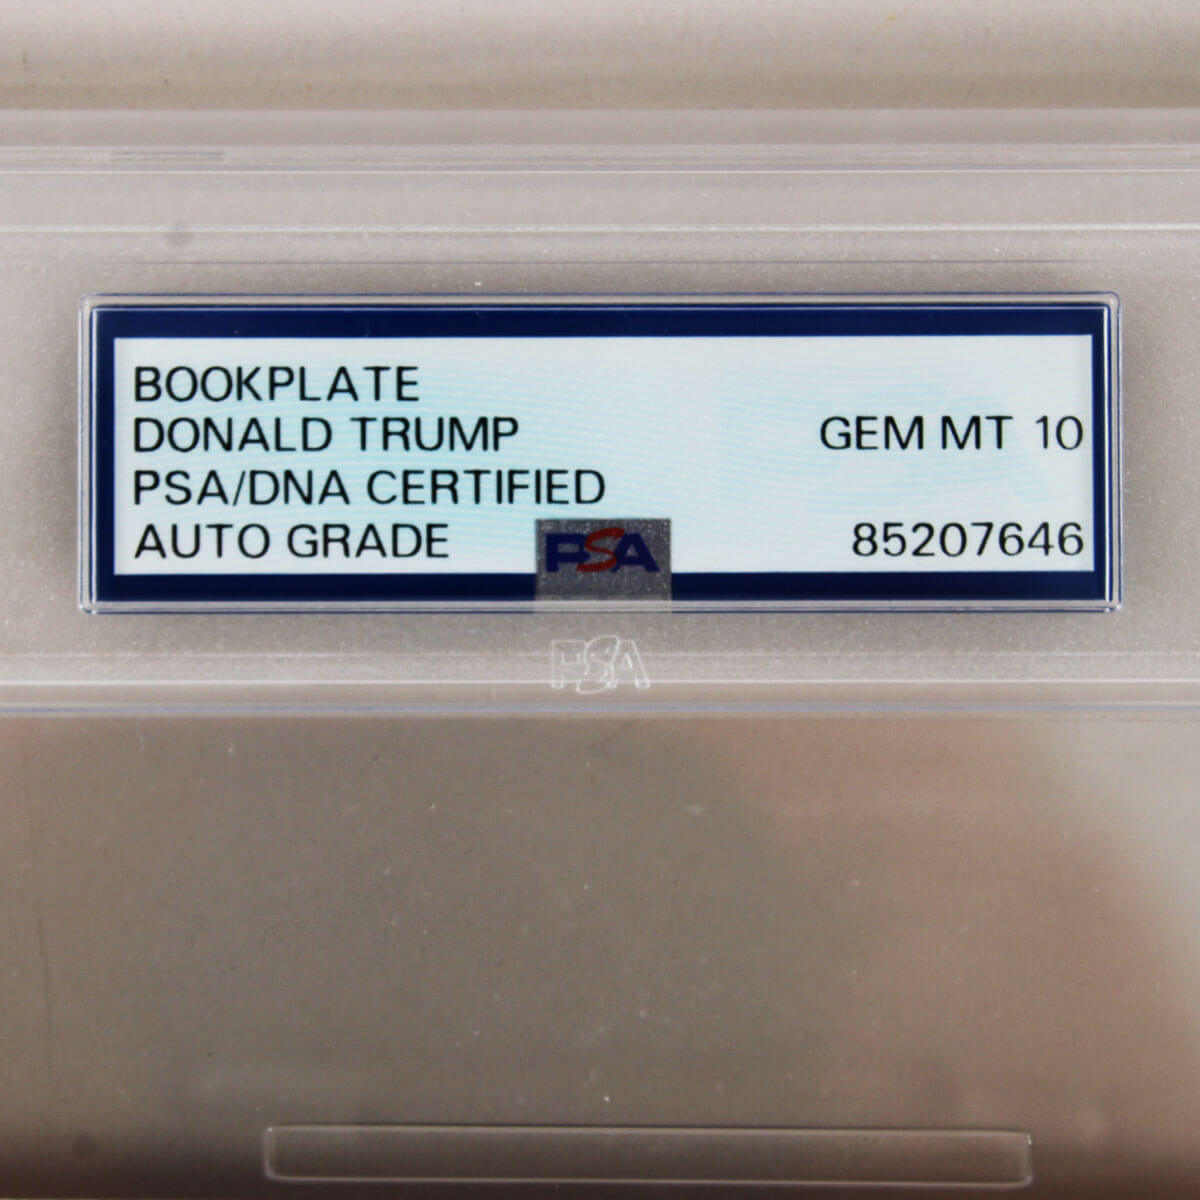 BOOKPLATE
DONALD TRUMP GEM MT 10
PSA/DNA CERTIFIED
AUTO GRADE 85207646
PSA
PSA